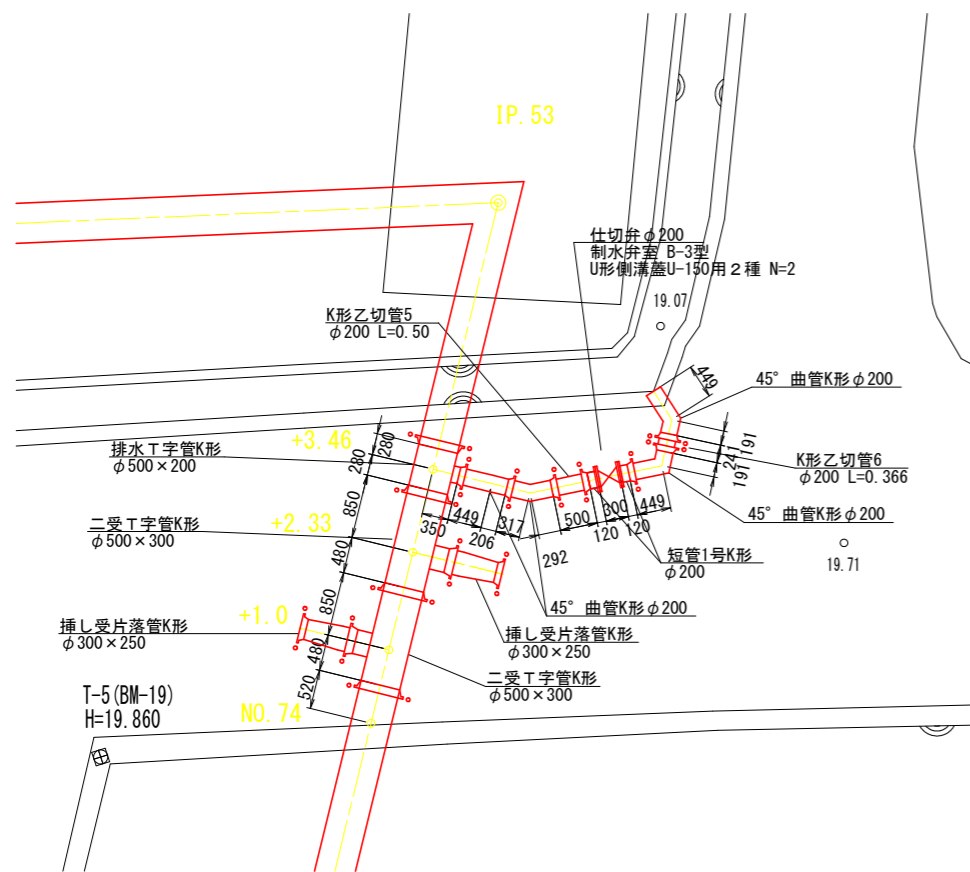 IP. 53
仕切弁φ200
制水弁室 B-3型
U形側溝蓋U-150用２種 N=2
19.07
K形乙切管5
φ200 L=0.50
449
45° 曲管K形φ200
191
241
191
K形乙切管6
φ200 L=0.366
+3.46
280
280
排水Ｔ字管K形
φ500×200
850
350
449
206
317
292
500
120
300
120
449
45° 曲管K形φ200
19.71
短管1号K形
φ200
+2.33
二受Ｔ字管K形
φ500×300
480
850
45° 曲管K形φ200
+1.0
挿し受片落管K形
φ300×250
挿し受片落管K形
φ300×250
480
520
二受Ｔ字管K形
φ500×300
T-5(BM-19)
H=19.860
NO. 74